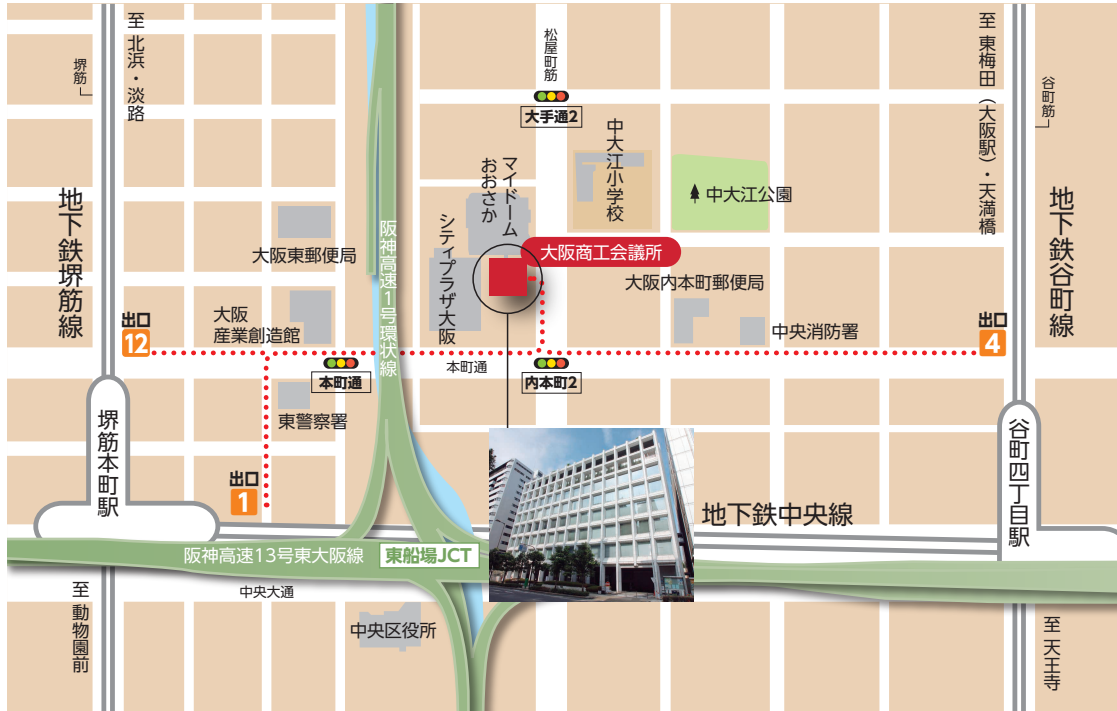 至 北浜・淡路
堺筋
松屋町筋
大手通2
至 東梅田（大阪駅）・天満橋
谷町筋
中大江小学校
中大江公園
マイドーム
おおさか
シティプラザ大阪
大阪商工会議所
大阪東郵便局
阪神高速1号環状線
地下鉄堺筋線
地下鉄谷町線
大阪内本町郵便局
大阪
産業創造館
中央消防署
出口
12
出口
4
本町通
本町通
内本町2
東警察署
堺筋本町駅
出口
1
谷町四丁目駅
地下鉄中央線
阪神高速13号東大阪線
東船場JCT
中央大通
至 動物園前
中央区役所
至 天王寺